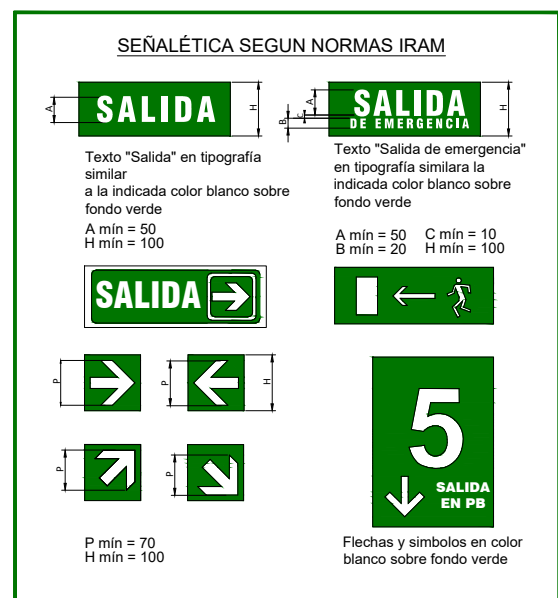 SEÑALÉTICA SEGUN NORMAS IRAM
A
SALIDA
H
Texto "Salida" en tipografía
similar
a la indicada color blanco sobre
fondo verde
A mín = 50
H mín = 100
B
C
A
SALIDA
DE EMERGENCIA
H
Texto "Salida de emergencia"
en tipografía similara la
indicada color blanco sobre
fondo verde
A mín = 50 C mín = 10
B mín = 20 H mín = 100
SALIDA
P
P
H
P
P
P mín = 70
H mín = 100
5
SALIDA
EN PB
Flechas y simbolos en color
blanco sobre fondo verde